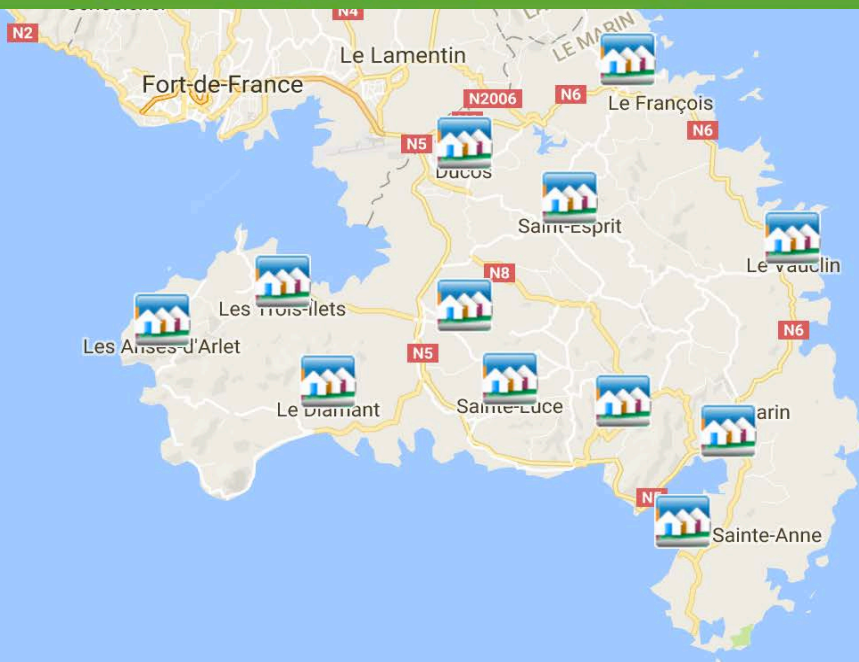 N4
N2
LE MARIN
Le Lamentin
Fort-de-France
N2006
N6
Le François
N6
N5
Ducos
Saint-Esprit
Le Vauclin
N8
Les Trois-Îlets
N6
Les Anses-d'Arlet
N5
Le Diamant
Sainte-Luce
arin
Sainte-Anne